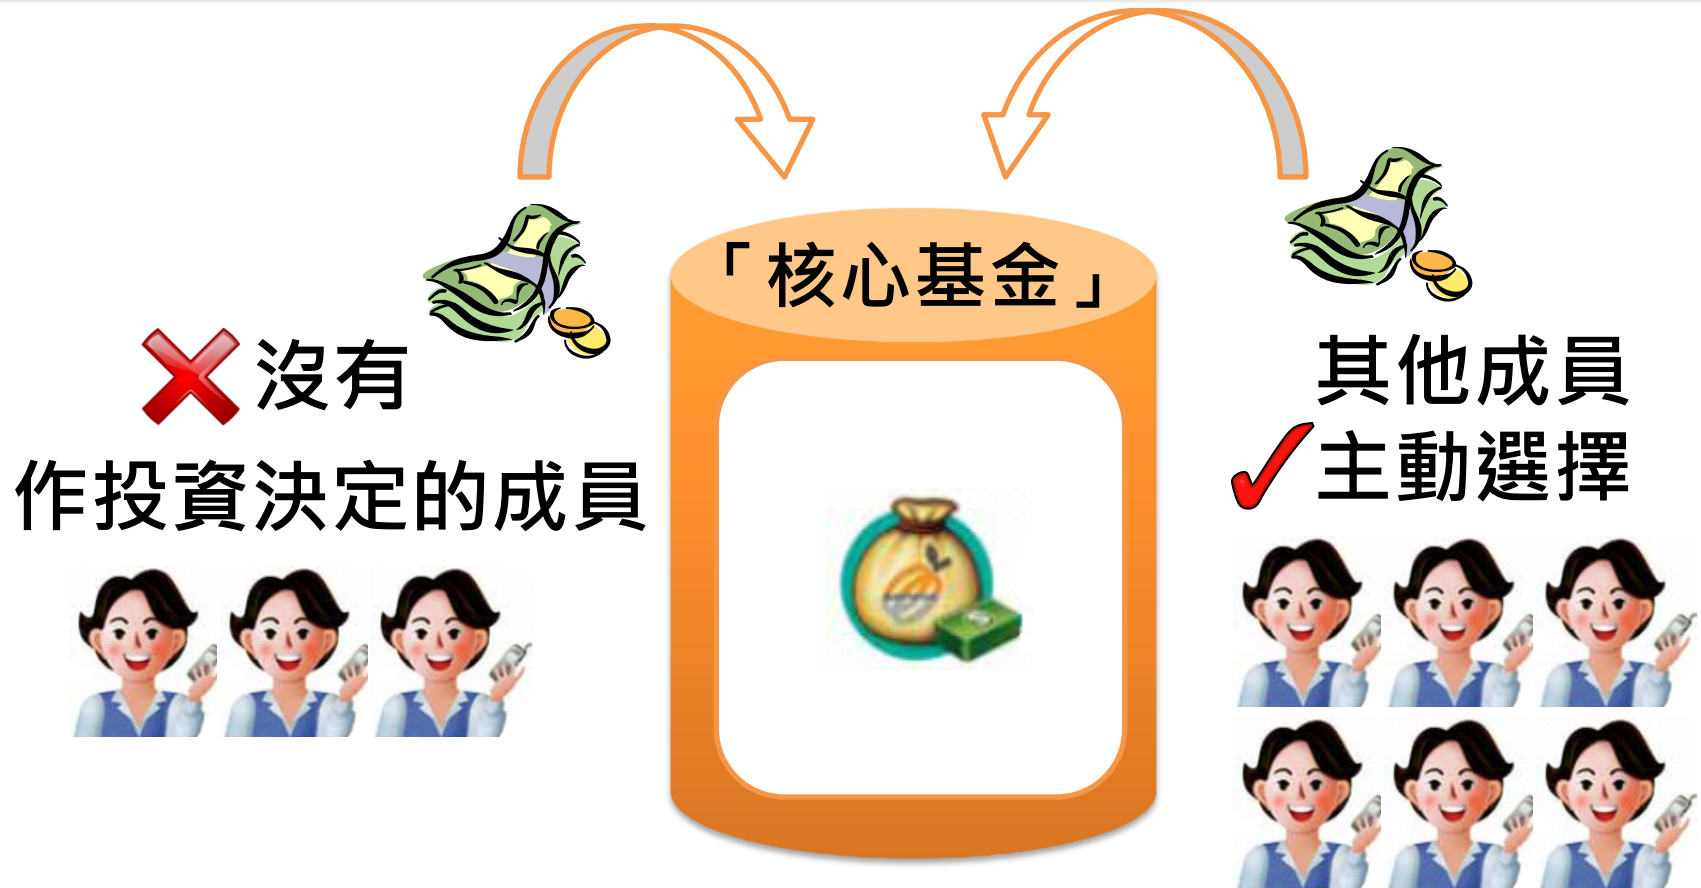 「核心基金」
沒有
作投資決定的成員
其他成員
主動選擇